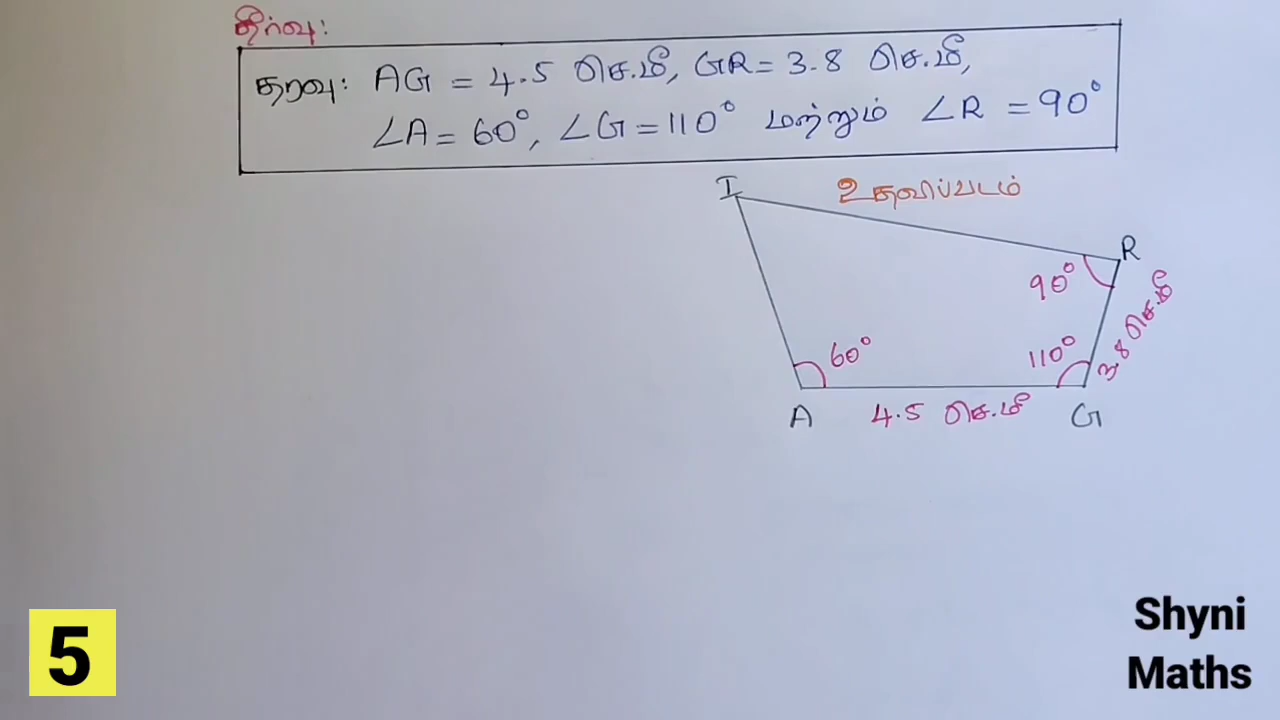 தீர்வு:
தரவு: AG = 4.5 செ.மீ, GR = 3.8 செ.மீ,
∠A = 60°, ∠G = 110° மற்றும் ∠R = 90°
I
உதவிப்படம்
R
90°
60°
110°
3.8 செ.மீ
A
4.5 செ.மீ
G
5
Shyni
Maths